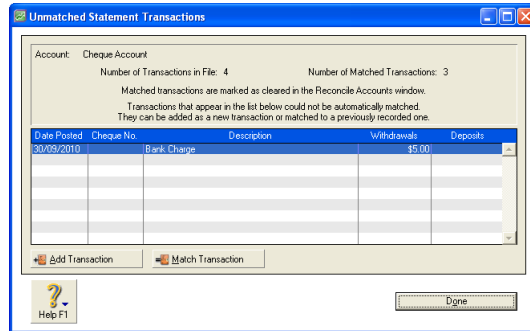 Unmatched Statement Transactions
Account: Cheque Account
Number of Transactions in File: 4 Number of Matched Transactions: 3
Matched transactions are marked as cleared in the Reconcile Accounts window.
Transactions that appear in the list below could not be automatically matched.
They can be added as a new transaction or matched to a previously recorded one.
Date Posted Cheque No. Description Withdrawals Deposits
30/09/2010 Bank Charge $5.00
Add Transaction Match Transaction
Help F1
Done